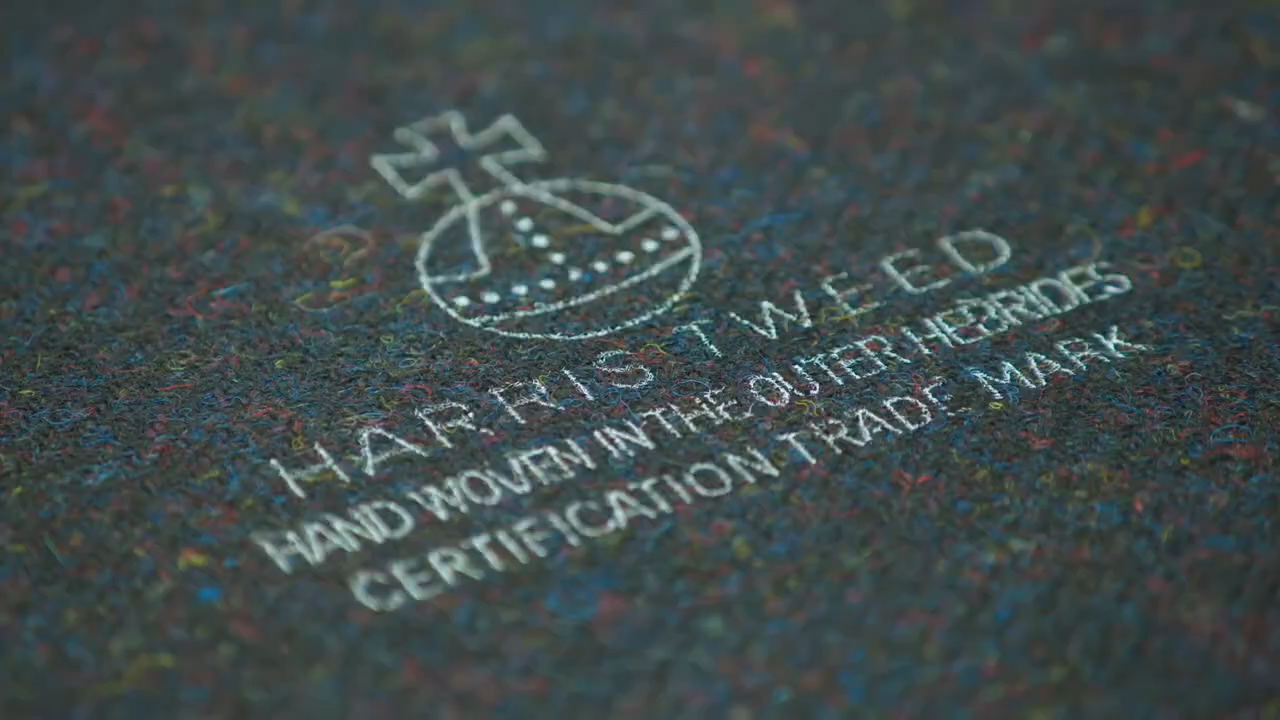 HARRIS TWEED
HAND WOVEN IN THE OUTER HEBRIDES
CERTIFICATION TRADE MARK